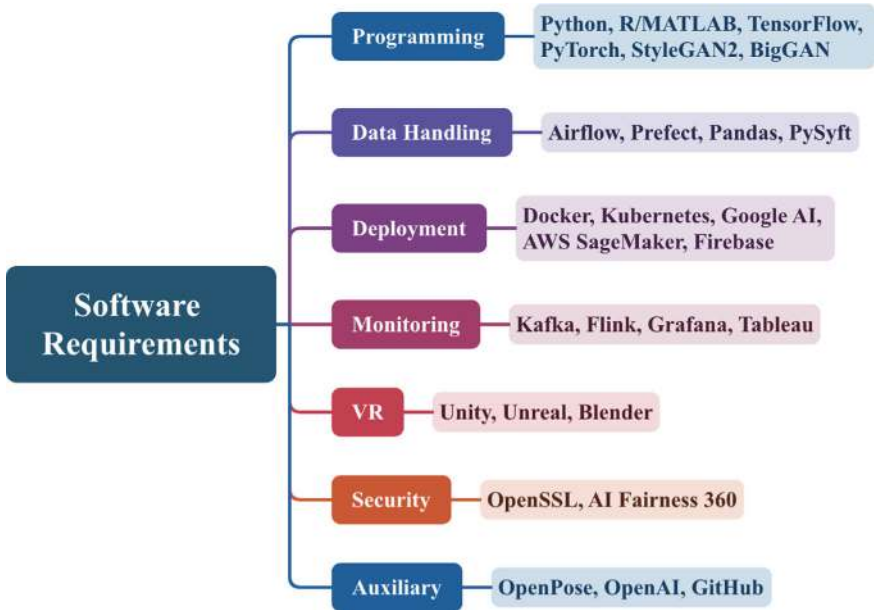 Software
Requirements
Programming
Python, R/MATLAB, TensorFlow,
PyTorch, StyleGAN2, BigGAN
Data Handling
Airflow, Prefect, Pandas, PySyft
Deployment
Docker, Kubernetes, Google AI,
AWS SageMaker, Firebase
Monitoring
Kafka, Flink, Grafana, Tableau
VR
Unity, Unreal, Blender
Security
OpenSSL, AI Fairness 360
Auxiliary
OpenPose, OpenAI, GitHub